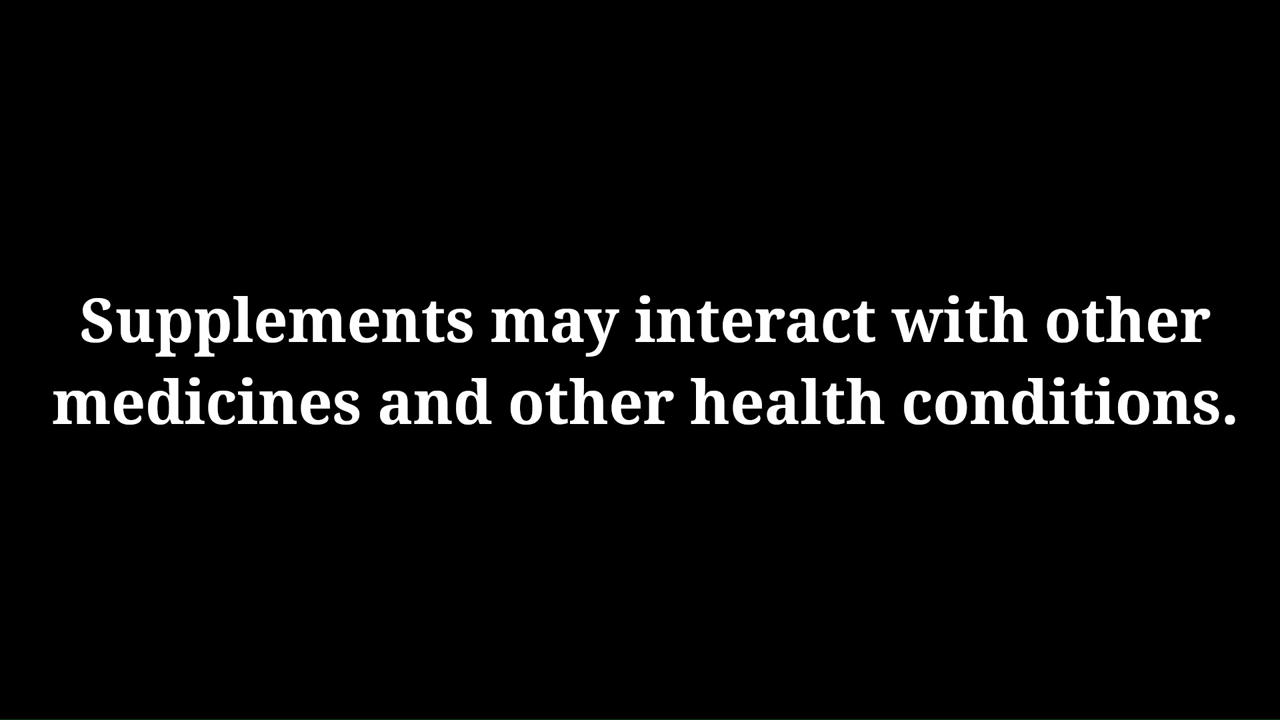 Supplements may interact with other
medicines and other health conditions.